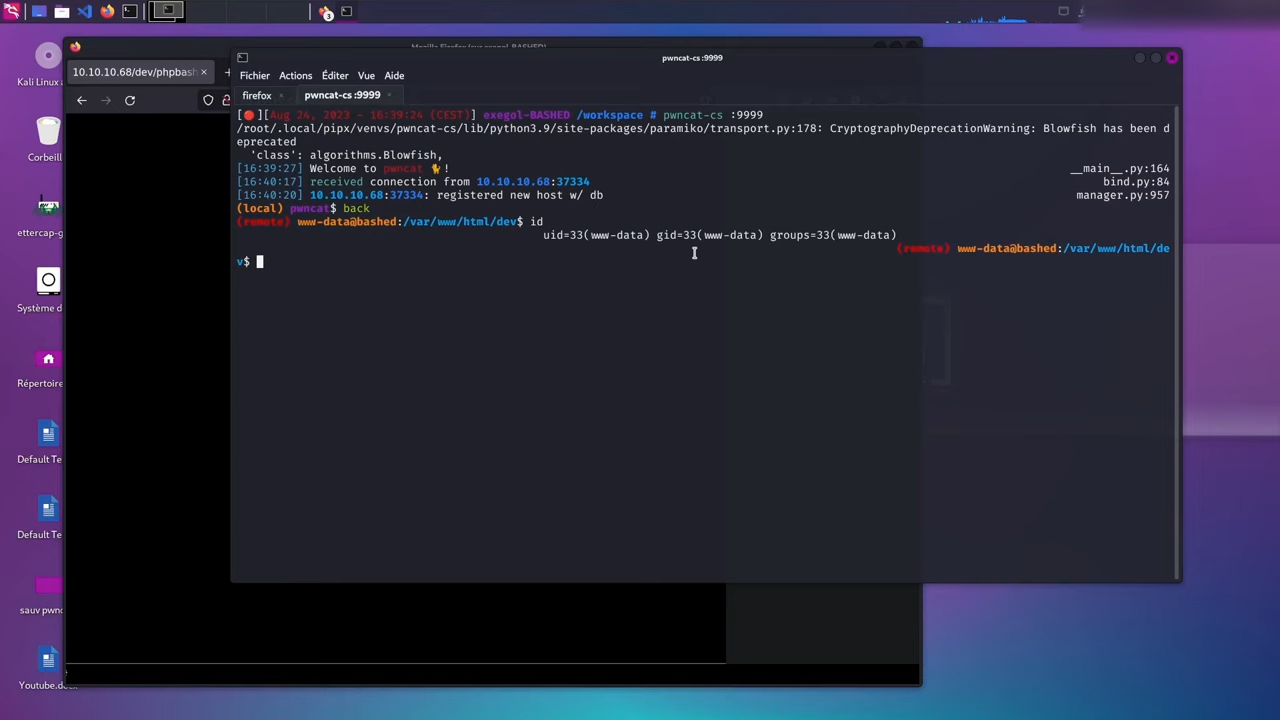 3
Mozilla Firefox (sur exegol-BASHED)
pwncat-cs :9999
10.10.10.68/dev/phpbash
Fichier Actions Éditer Vue Aide
firefox
pwncat-cs :9999
[🔴][Aug 24, 2023 - 16:39:24 (CEST)] exegol-BASHED /workspace # pwncat-cs :9999
/root/.local/pipx/venvs/pwncat-cs/lib/python3.9/site-packages/paramiko/transport.py:178: CryptographyDeprecationWarning: Blowfish has been d
eprecated
'class': algorithms.Blowfish,
[16:39:27] Welcome to pwncat 🐈! __main__.py:164
[16:40:17] received connection from 10.10.10.68:37334 bind.py:84
[16:40:20] 10.10.10.68:37334: registered new host w/ db manager.py:957
(local) pwncat$ back
(remote) www-data@bashed:/var/www/html/dev$ id
uid=33(www-data) gid=33(www-data) groups=33(www-data)
(remote) www-data@bashed:/var/www/html/de
v$
Kali Linux a
Corbeill
ettercap-g
Système d
Répertoire
Default Te
Default Te
sauv pwnc
Youtube.docx